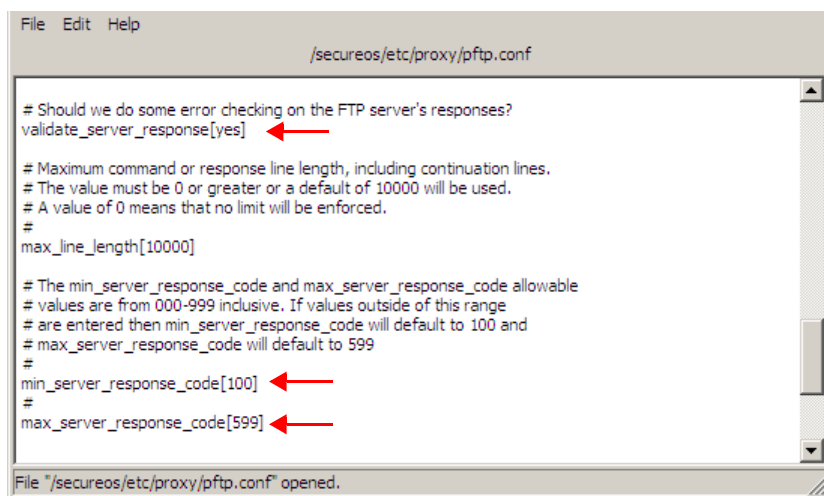 File Edit Help
/secureos/etc/proxy/pftp.conf
# Should we do some error checking on the FTP server's responses?
validate_server_response[yes]
# Maximum command or response line length, including continuation lines.
# The value must be 0 or greater or a default of 10000 will be used.
# A value of 0 means that no limit will be enforced.
#
max_line_length[10000]
# The min_server_response_code and max_server_response_code allowable
# values are from 000-999 inclusive. If values outside of this range
# are entered then min_server_response_code will default to 100 and
# max_server_response_code will default to 599
#
min_server_response_code[100]
#
max_server_response_code[599]
File "/secureos/etc/proxy/pftp.conf" opened.